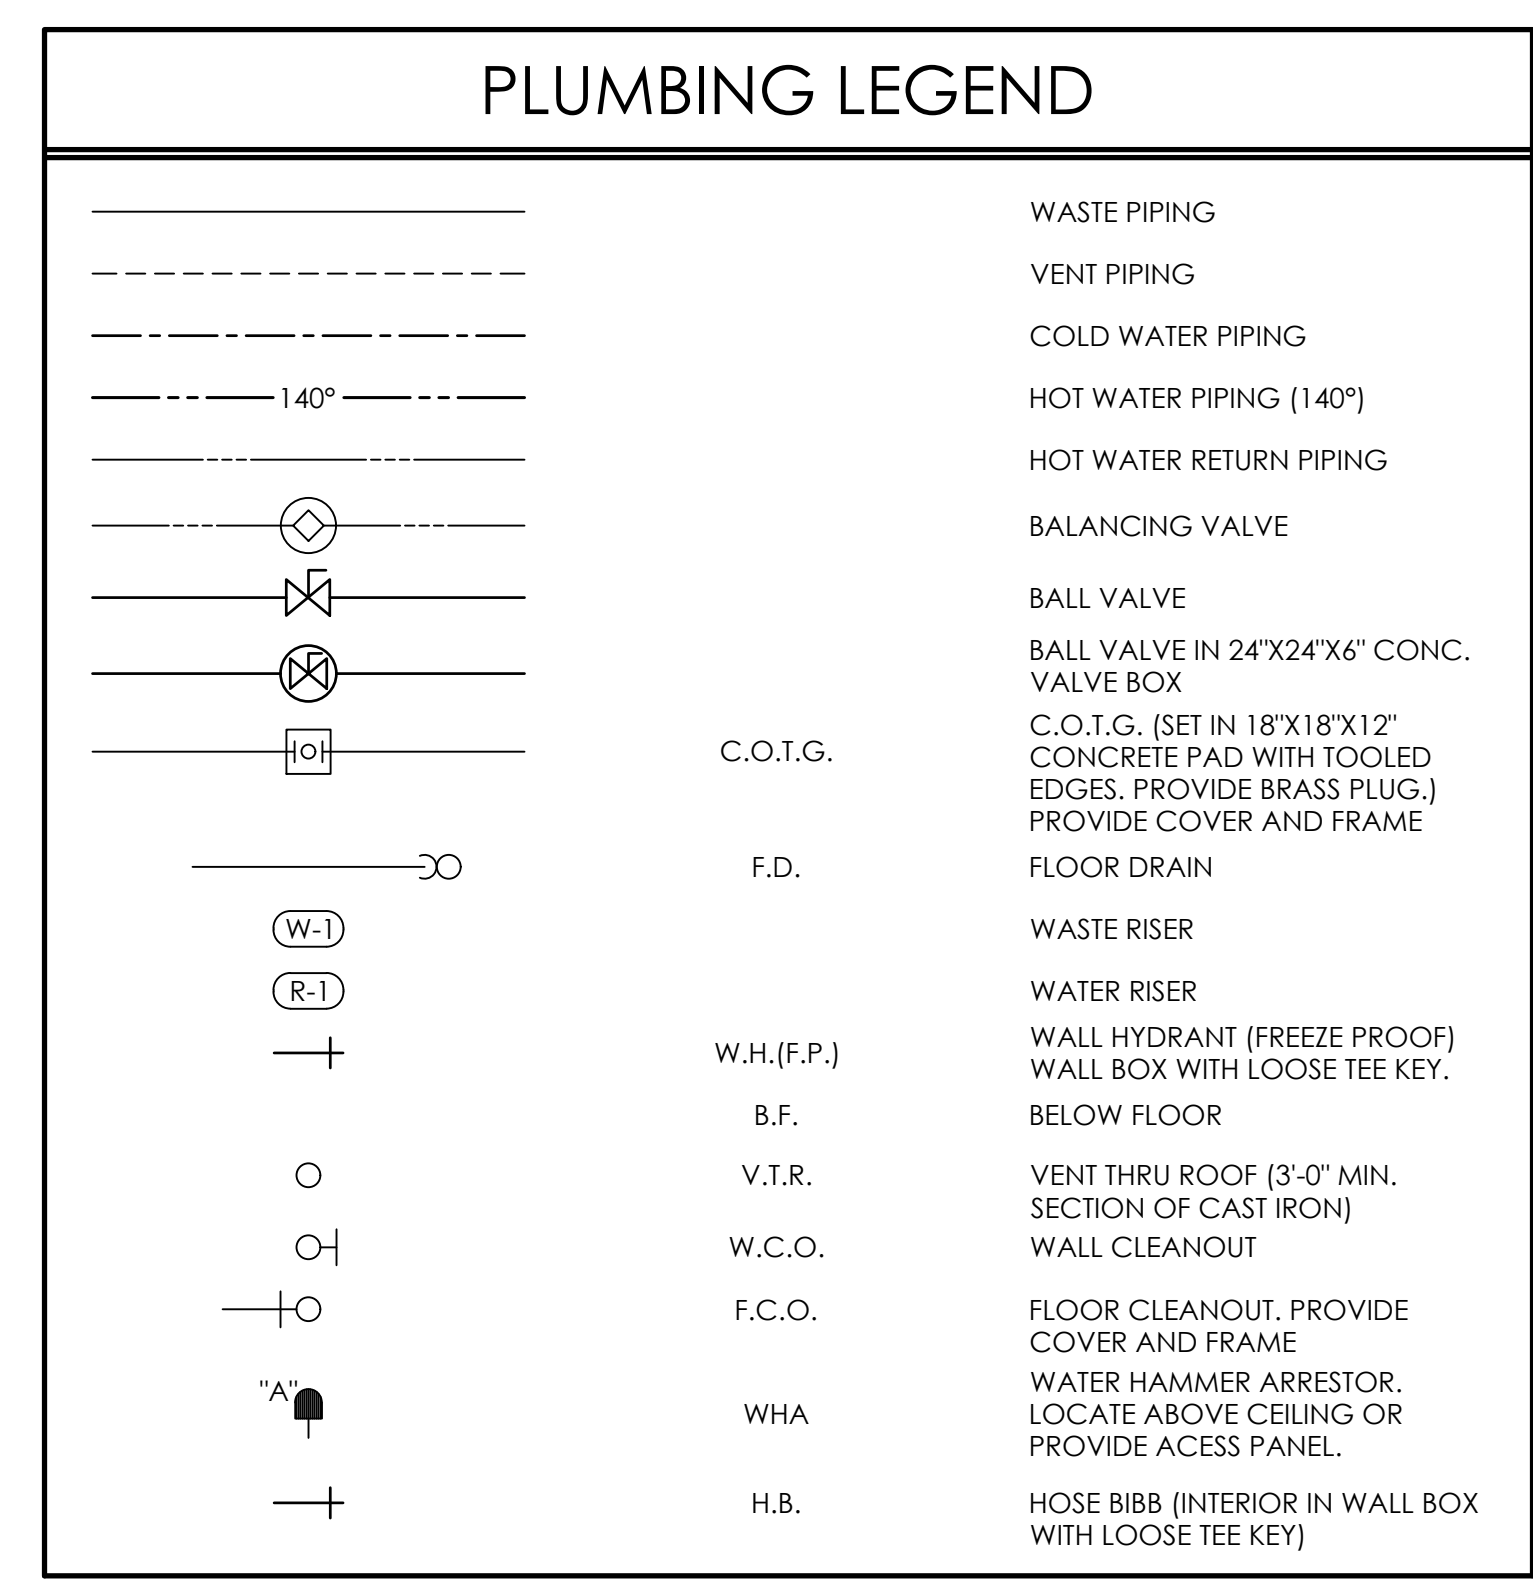 PLUMBING LEGEND
WASTE PIPING
VENT PIPING
COLD WATER PIPING
140° HOT WATER PIPING (140°)
HOT WATER RETURN PIPING
BALANCING VALVE
BALL VALVE
BALL VALVE IN 24"X24"X6" CONC.
VALVE BOX
C.O.T.G. C.O.T.G. (SET IN 18"X18"X12"
CONCRETE PAD WITH TOOLED
EDGES. PROVIDE BRASS PLUG.)
PROVIDE COVER AND FRAME
F.D. FLOOR DRAIN
W-1 WASTE RISER
R-1 WATER RISER
W.H.(F.P.) WALL HYDRANT (FREEZE PROOF)
WALL BOX WITH LOOSE TEE KEY.
B.F. BELOW FLOOR
V.T.R. VENT THRU ROOF (3'-0" MIN.
SECTION OF CAST IRON)
W.C.O. WALL CLEANOUT
F.C.O. FLOOR CLEANOUT. PROVIDE
COVER AND FRAME
"A" WHA WATER HAMMER ARRESTOR.
LOCATE ABOVE CEILING OR
PROVIDE ACESS PANEL.
H.B. HOSE BIBB (INTERIOR IN WALL BOX
WITH LOOSE TEE KEY)